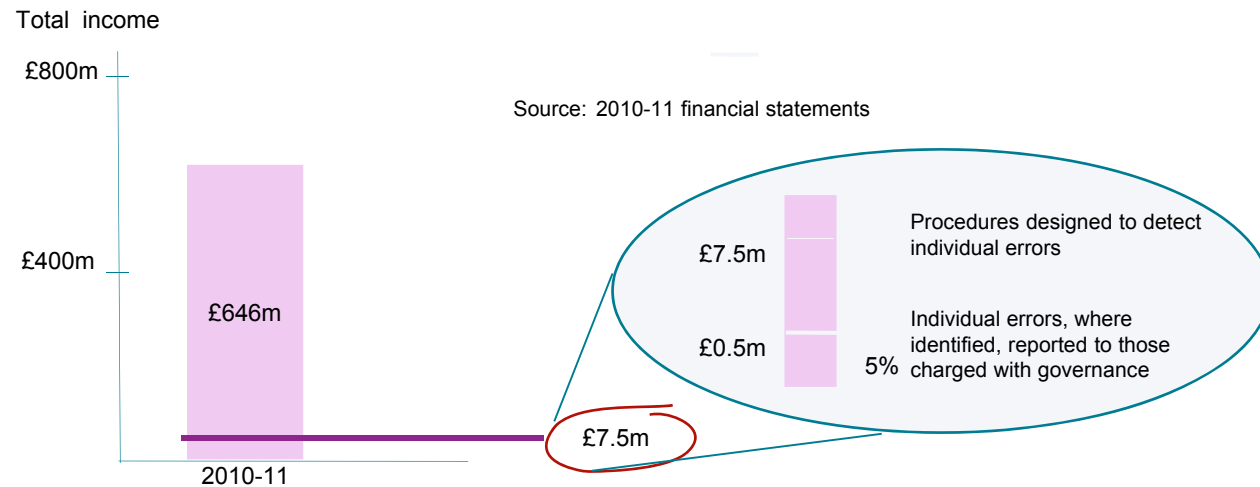 Total income
£800m
Source: 2010-11 financial statements
£400m
£646m
2010-11
£7.5m
£7.5m
Procedures designed to detect
individual errors
£0.5m
5%
Individual errors, where
identified, reported to those
charged with governance